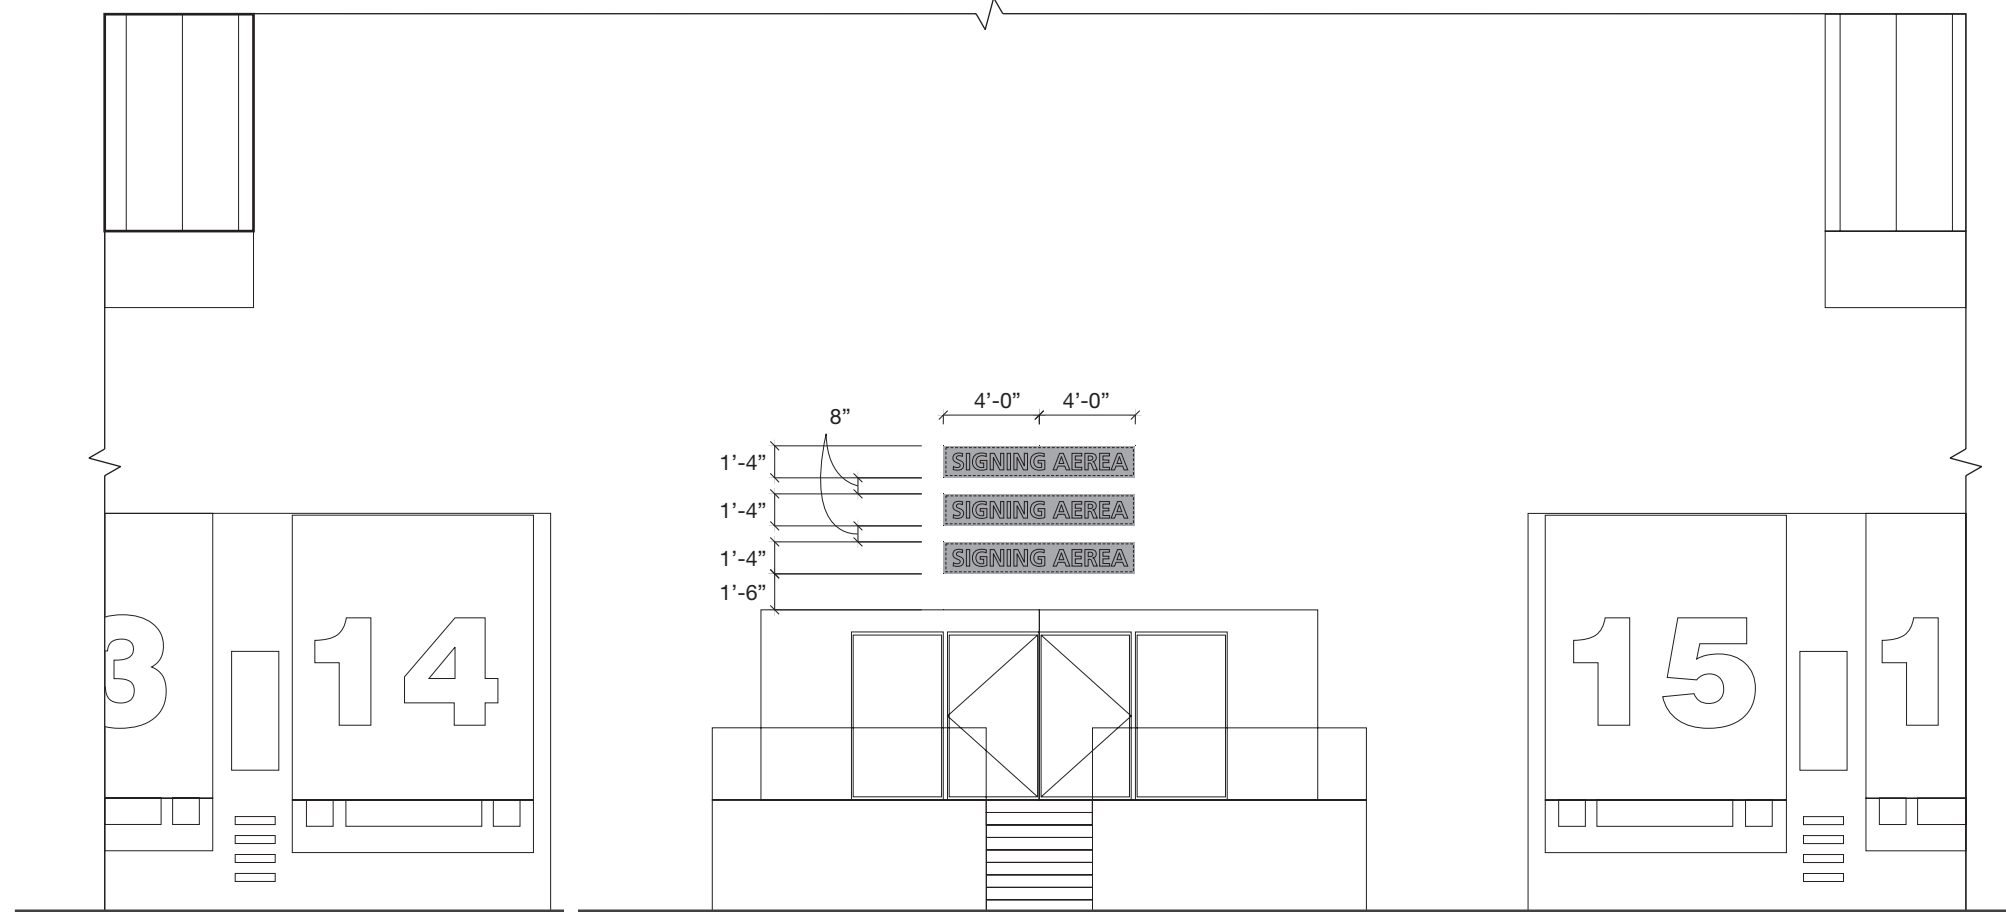 4’-0” 4’-0”
8”
1’-4” SIGNING AEREA
1’-4” SIGNING AEREA
1’-4” SIGNING AEREA
1’-6”
3 14 15 1